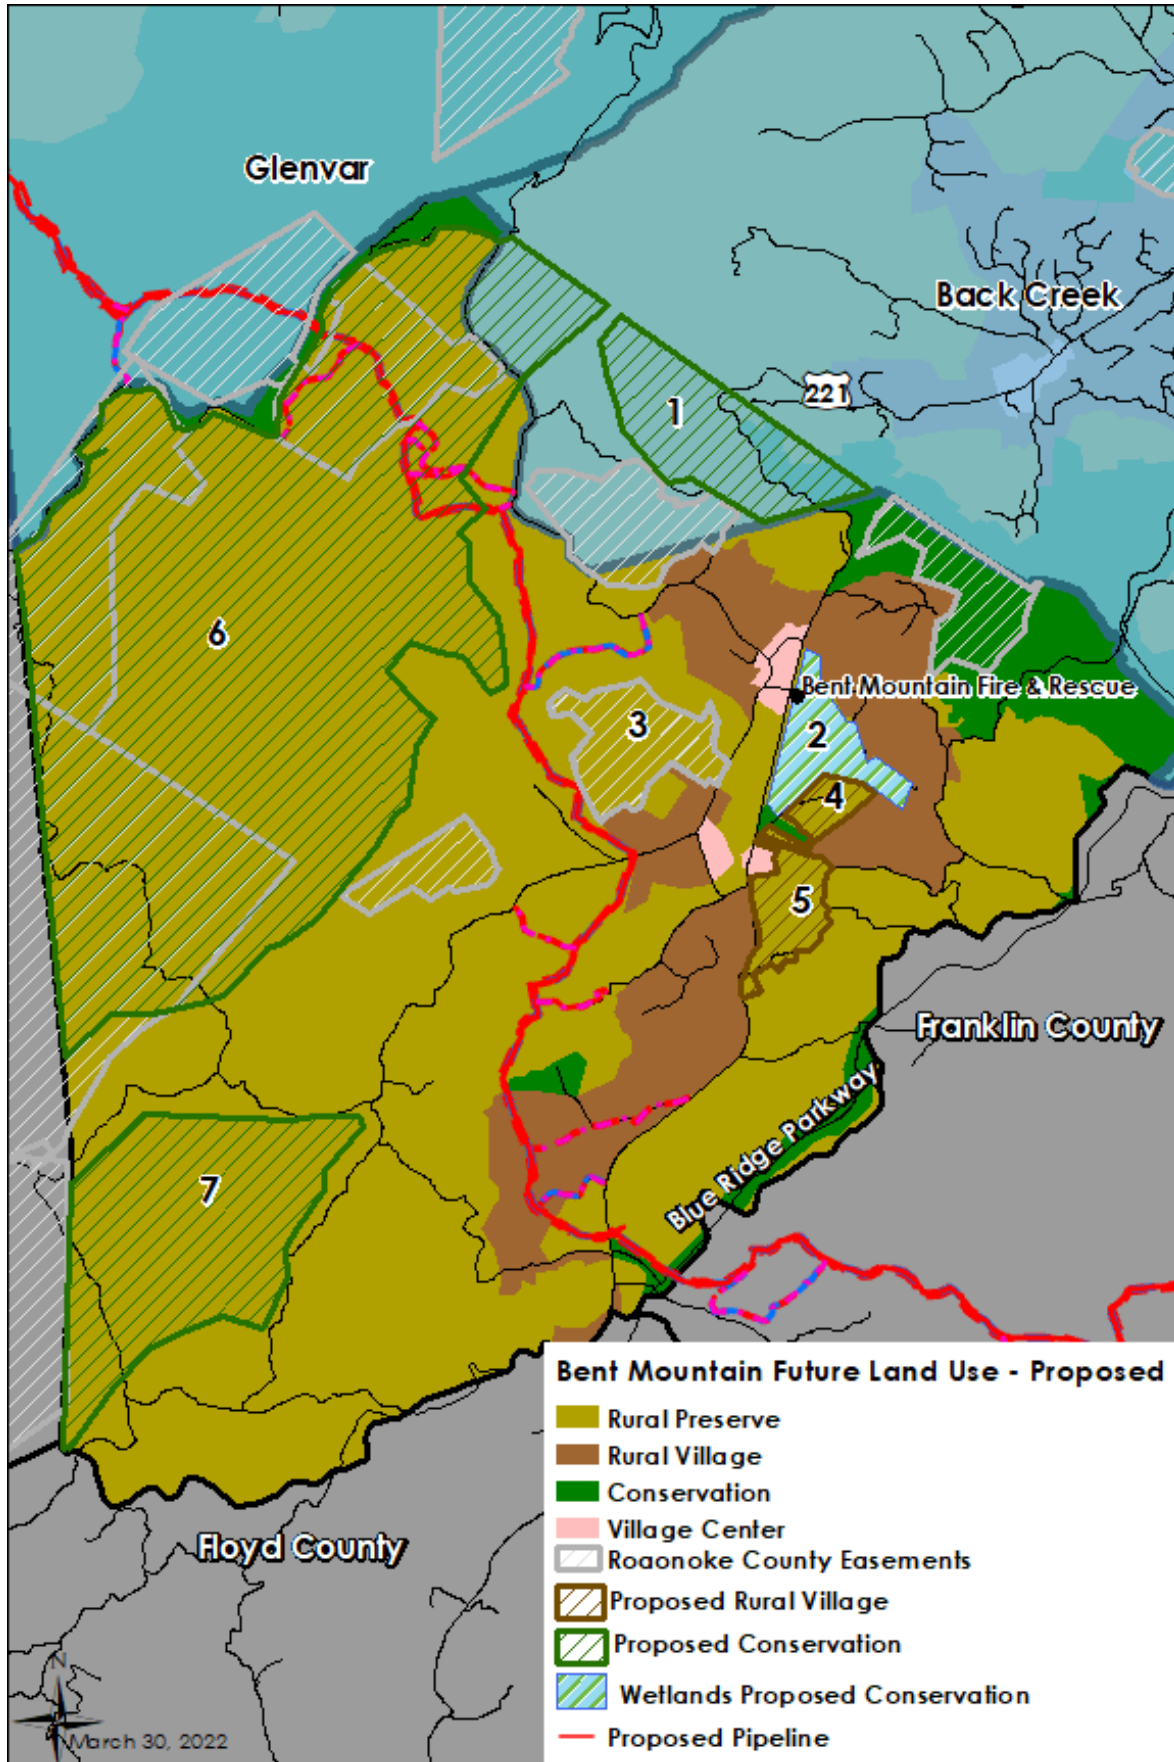 Glenvar
Back Creek
221
1
6
Bent Mountain Fire & Rescue
3
2
4
5
Franklin County
Blue Ridge Parkway
7
Bent Mountain Future Land Use - Proposed
Rural Preserve
Rural Village
Conservation
Village Center
Roaonoke County Easements
Proposed Rural Village
Proposed Conservation
Wetlands Proposed Conservation
Proposed Pipeline
Floyd County
N
March 30, 2022